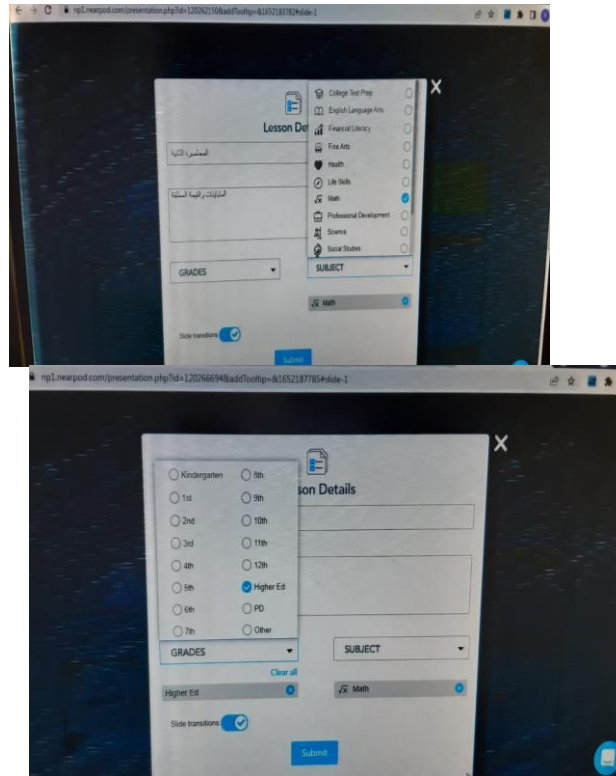 np1.nearpod.com/presentation.php?id=120262150&addTooltip=&1652183782#slide-1
Lesson Det
المحاضرة الثانية
المتباينات والقيمة المطلقة
College Test Prep
English Language Arts
Financial Literacy
Fine Arts
Health
Life Skills
√x Math
Professional Development
Science
Social Studies
GRADES
SUBJECT
√x Math
Slide transitions
Submit
np1.nearpod.com/presentation.php?id=120266694&addTooltip=&1652187785#slide-1
son Details
Kindergarten 8th
1st 9th
2nd 10th
3rd 11th
4th 12th
5th Higher Ed
6th PD
7th Other
GRADES SUBJECT
Clear all
Higher Ed √x Math
Slide transitions
Submit